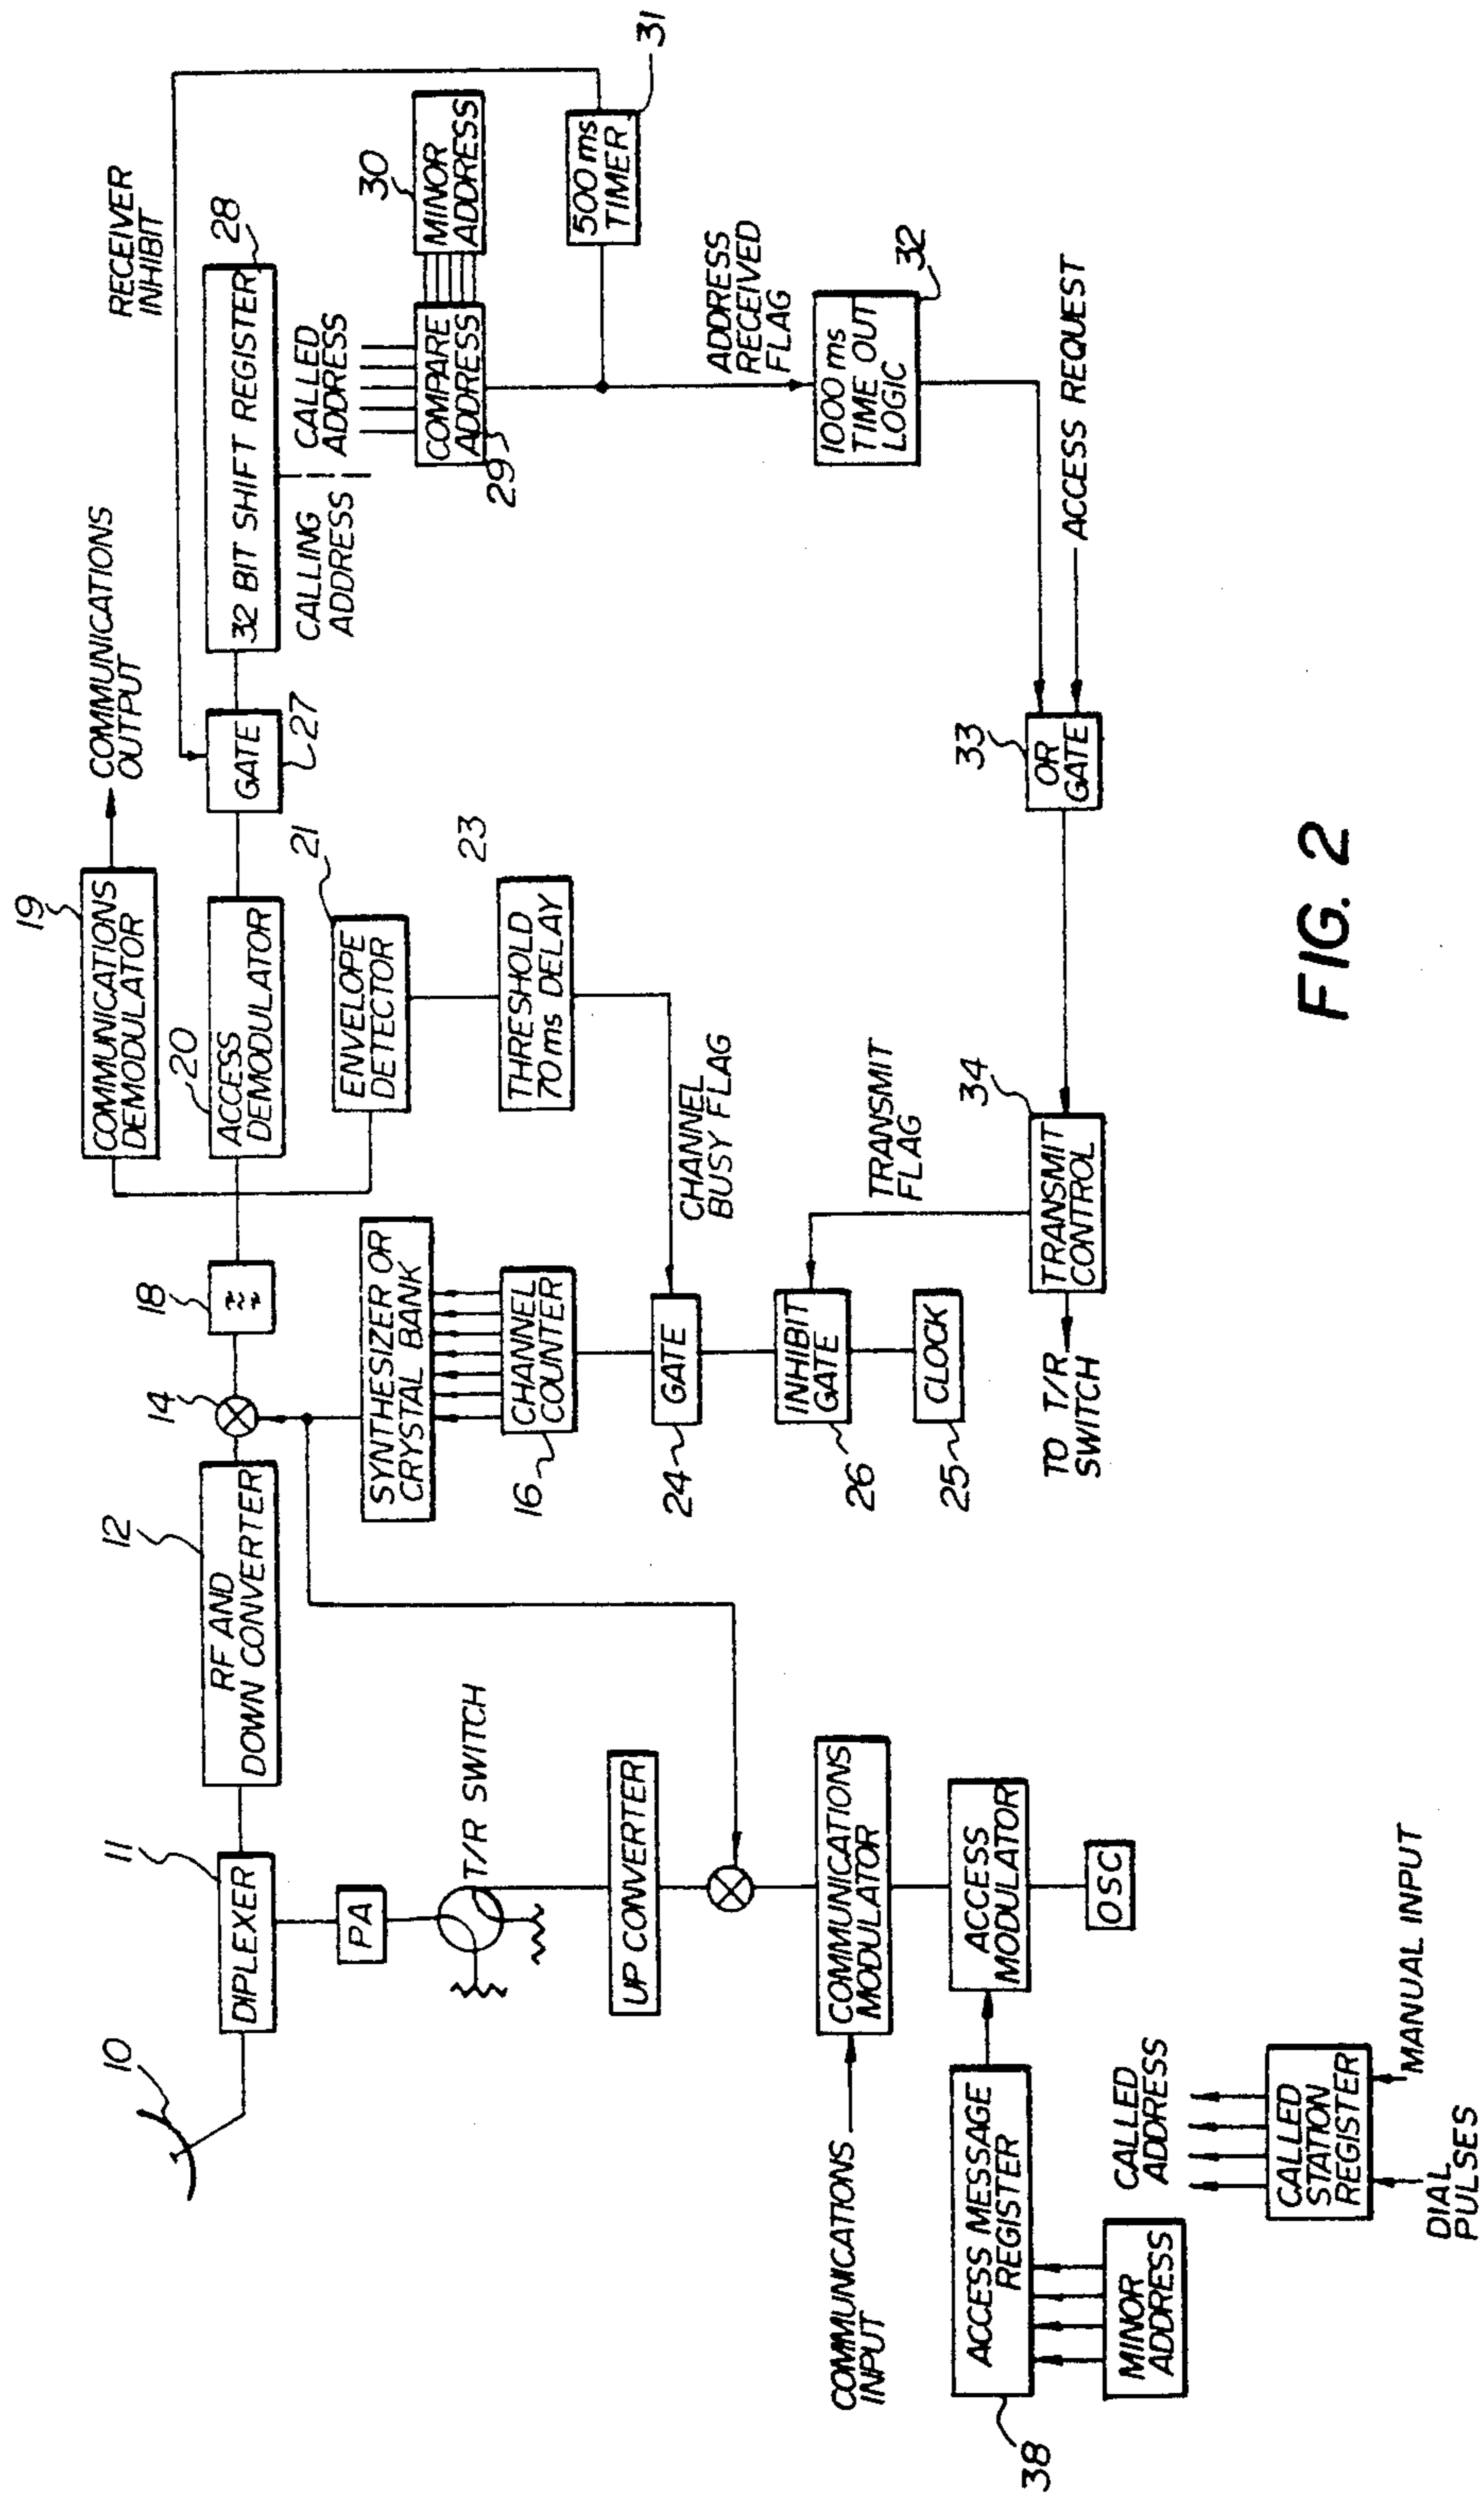 10
11
DIPLEXER
12
RF AND
DOWN CONVERTER
14
18
≈
19
COMMUNICATIONS
DEMODULATOR
COMMUNICATIONS
OUTPUT
20
ACCESS
DEMODULATOR
GATE
27
RECEIVER
INHIBIT
32 BIT SHIFT REGISTER
28
CALLING
ADDRESS
CALLED
ADDRESS
21
ENVELOPE
DETECTOR
23
THRESHOLD
70 ms DELAY
CHANNEL
BUSY FLAG
SYNTHESIZER OR
CRYSTAL BANK
16
CHANNEL
COUNTER
24
GATE
26
INHIBIT
GATE
25
CLOCK
TRANSMIT
FLAG
COMPARE
ADDRESS
29
30
MINOR
ADDRESS
500 ms
TIMER
31
ADDRESS
RECEIVED
FLAG
1000 ms
TIME OUT
LOGIC
32
ACCESS REQUEST
33
OR
GATE
34
TRANSMIT
CONTROL
TO T/R
SWITCH
PA
T/R SWITCH
UP CONVERTER
COMMUNICATIONS
MODULATOR
COMMUNICATIONS
INPUT
ACCESS
MODULATOR
OSC
ACCESS MESSAGE
REGISTER
38
MINOR
ADDRESS
CALLED
ADDRESS
CALLED
STATION
REGISTER
DIAL
PULSES
MANUAL INPUT
FIG. 2